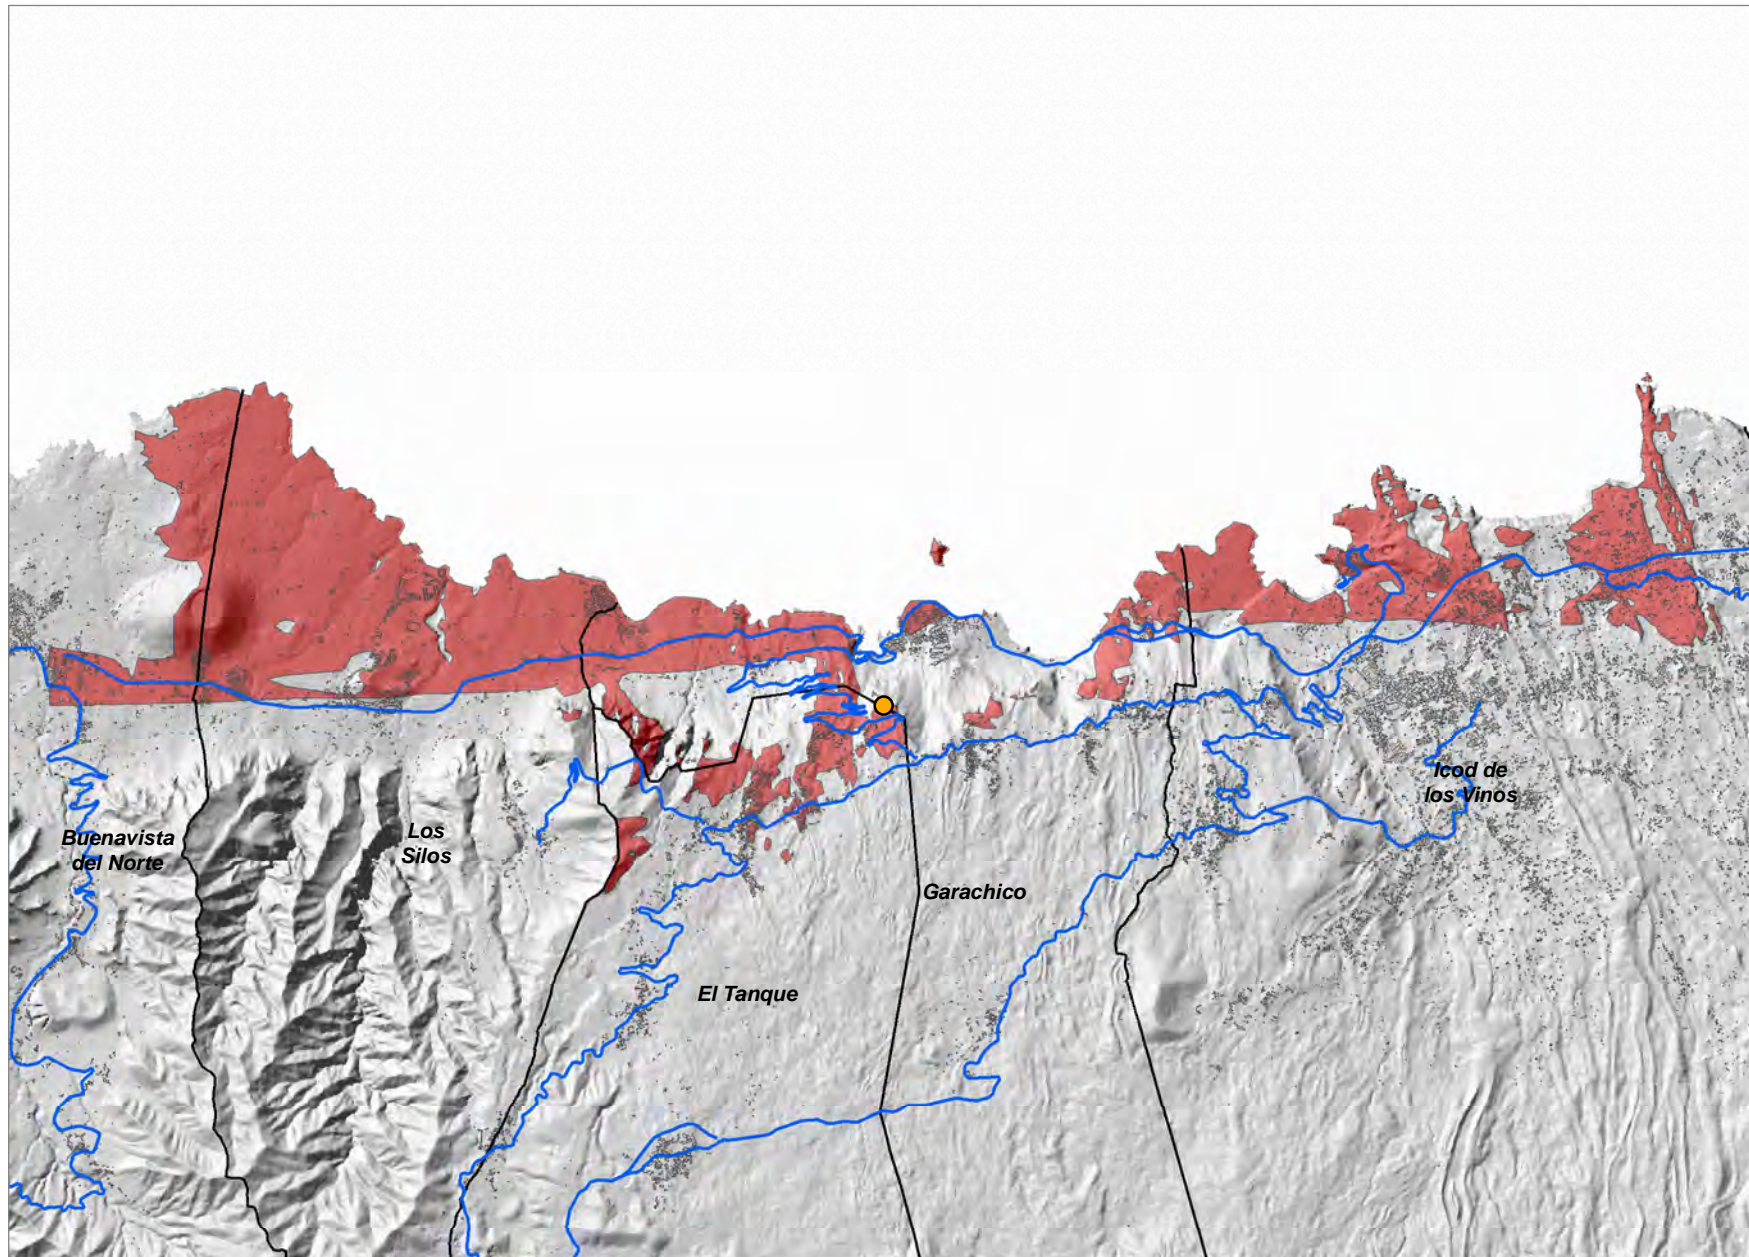 Icod de
los Vinos
Buenavista
del Norte
Los
Silos
Garachico
El Tanque